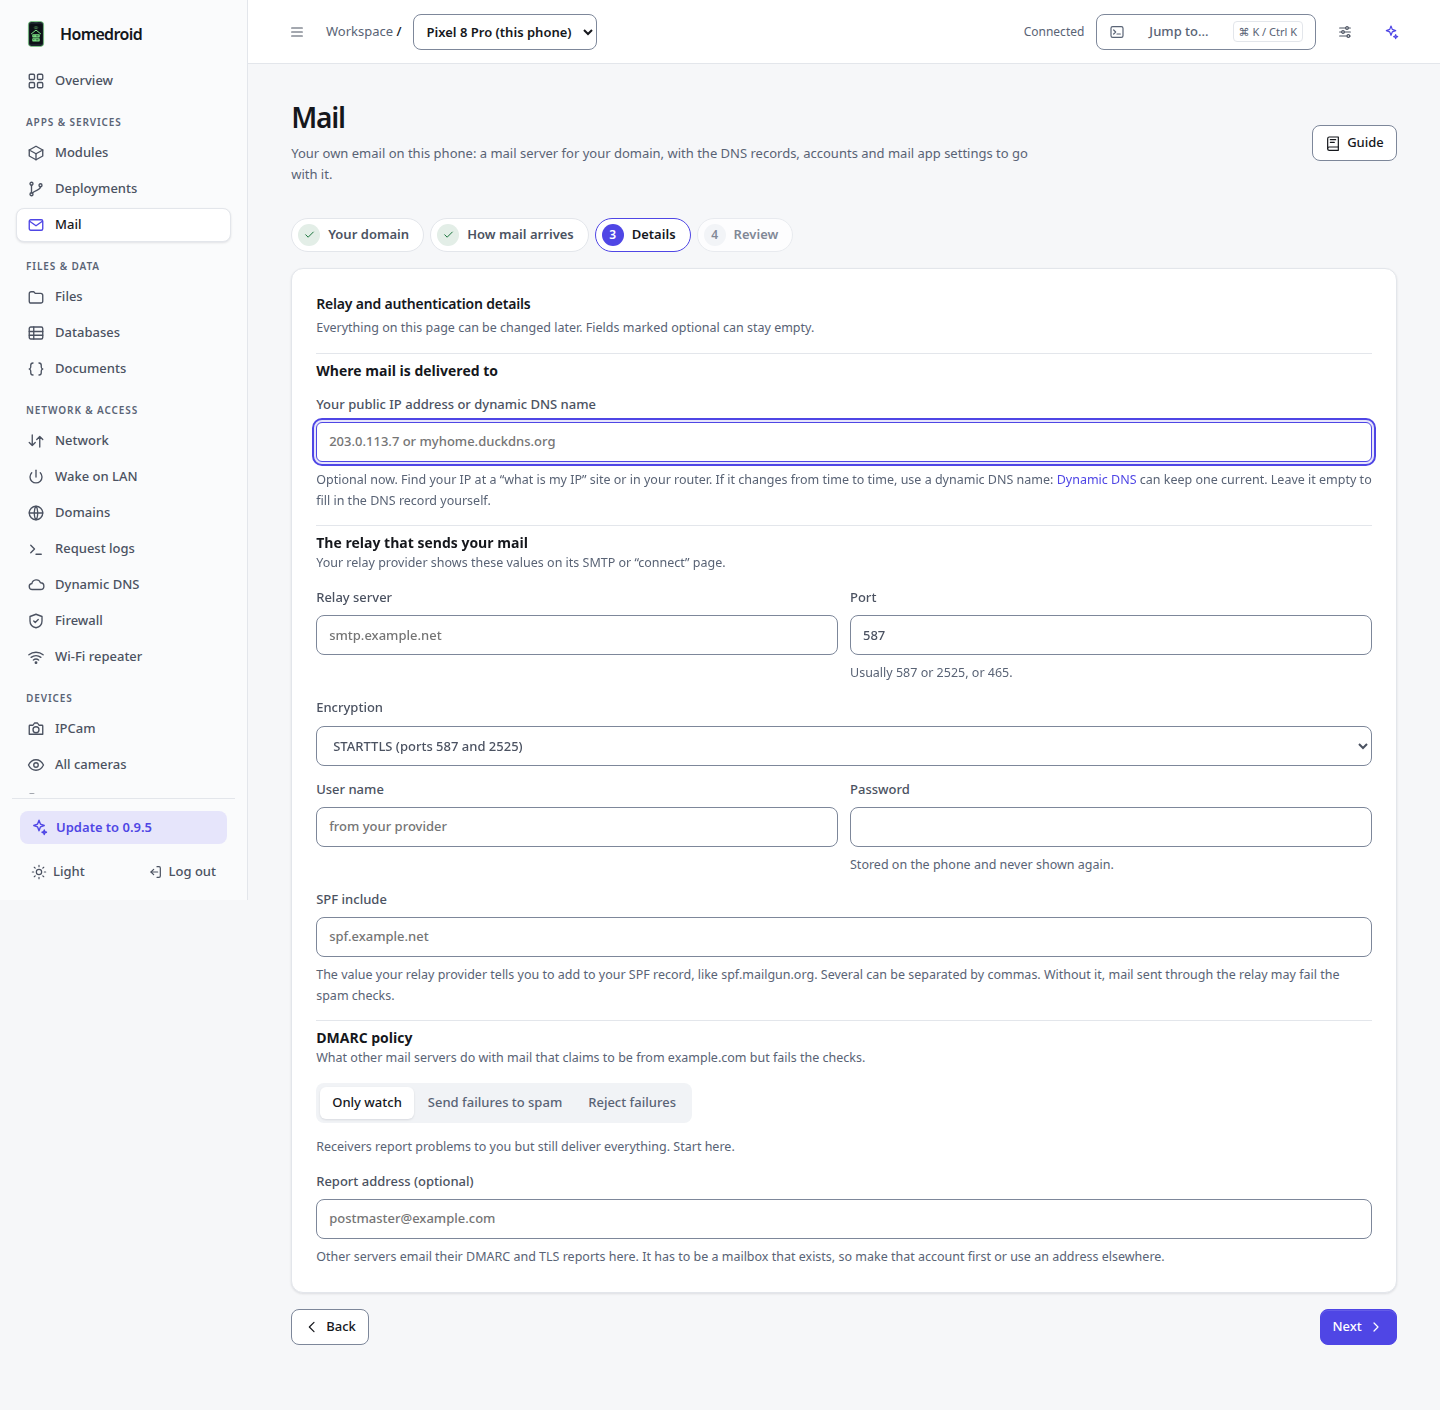 Homedroid
Overview
APPS & SERVICES
Modules
Deployments
Mail
FILES & DATA
Files
Databases
Documents
NETWORK & ACCESS
Network
Wake on LAN
Domains
Request logs
Dynamic DNS
Firewall
Wi-Fi repeater
DEVICES
IPCam
All cameras
Update to 0.9.5
Light
Log out
Workspace /
Pixel 8 Pro (this phone)
Connected
Jump to...
⌘ K / Ctrl K
Mail
Your own email on this phone: a mail server for your domain, with the DNS records, accounts and mail app settings to go
with it.
Guide
Your domain
How mail arrives
3 Details
4 Review
Relay and authentication details
Everything on this page can be changed later. Fields marked optional can stay empty.
Where mail is delivered to
Your public IP address or dynamic DNS name
203.0.113.7 or myhome.duckdns.org
Optional now. Find your IP at a “what is my IP” site or in your router. If it changes from time to time, use a dynamic DNS name: Dynamic DNS can keep one current. Leave it empty to
fill in the DNS record yourself.
The relay that sends your mail
Your relay provider shows these values on its SMTP or “connect” page.
Relay server
Port
smtp.example.net
587
Usually 587 or 2525, or 465.
Encryption
STARTTLS (ports 587 and 2525)
User name
Password
from your provider
Stored on the phone and never shown again.
SPF include
spf.example.net
The value your relay provider tells you to add to your SPF record, like spf.mailgun.org. Several can be separated by commas. Without it, mail sent through the relay may fail the
spam checks.
DMARC policy
What other mail servers do with mail that claims to be from example.com but fails the checks.
Only watch
Send failures to spam
Reject failures
Receivers report problems to you but still deliver everything. Start here.
Report address (optional)
postmaster@example.com
Other servers email their DMARC and TLS reports here. It has to be a mailbox that exists, so make that account first or use an address elsewhere.
Back
Next